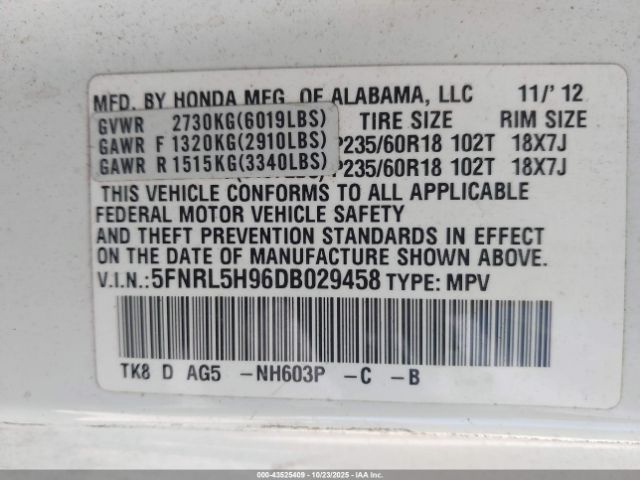 MFD. BY HONDA MFG. OF ALABAMA, LLC 11/'12
GVWR 2730KG(6019LBS) TIRE SIZE RIM SIZE
GAWR F 1320KG(2910LBS) P235/60R18 102T 18X7J
GAWR R 1515KG(3340LBS) P235/60R18 102T 18X7J
THIS VEHICLE CONFORMS TO ALL APPLICABLE
FEDERAL MOTOR VEHICLE SAFETY
AND THEFT PREVENTION STANDARDS IN EFFECT
ON THE DATE OF MANUFACTURE SHOWN ABOVE.
V.I.N.:5FNRL5H96DB029458 TYPE: MPV
TK8 D AG5 -NH603P -C -B
000-43525409 - 10/23/2025 - IAAI.COM